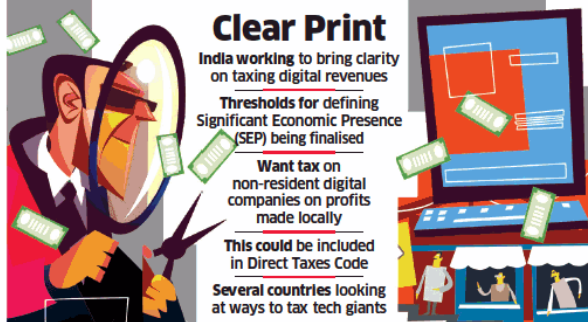 Clear Print
India working to bring clarity
on taxing digital revenues
Thresholds for defining
Significant Economic Presence
(SEP) being finalised
Want tax on
non-resident digital
companies on profits
made locally
This could be included
in Direct Taxes Code
Several countries looking
at ways to tax tech giants